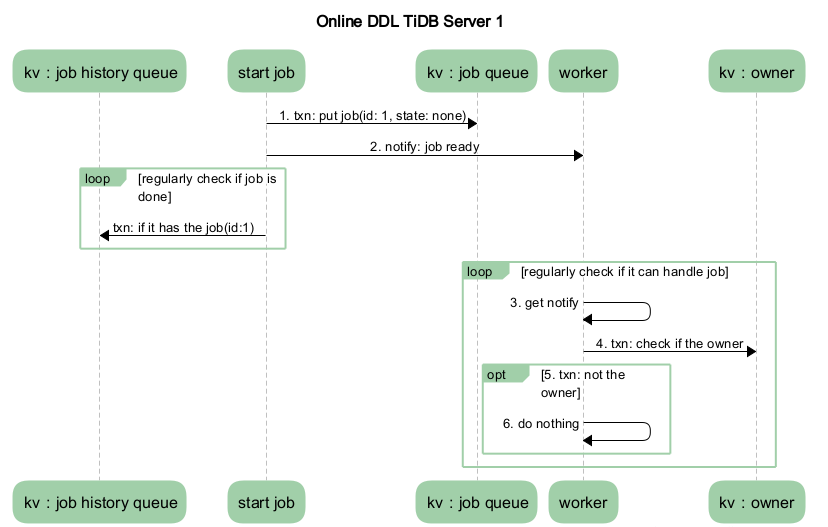 Online DDL TiDB Server 1
kv : job history queue
start job
kv : job queue
worker
kv : owner
1. txn: put job(id: 1, state: none)
2. notify: job ready
loop
[regularly check if job is
done]
txn: if it has the job(id:1)
loop
[regularly check if it can handle job]
3. get notify
4. txn: check if the owner
opt
[5. txn: not the
owner]
6. do nothing
kv : job history queue
start job
kv : job queue
worker
kv : owner